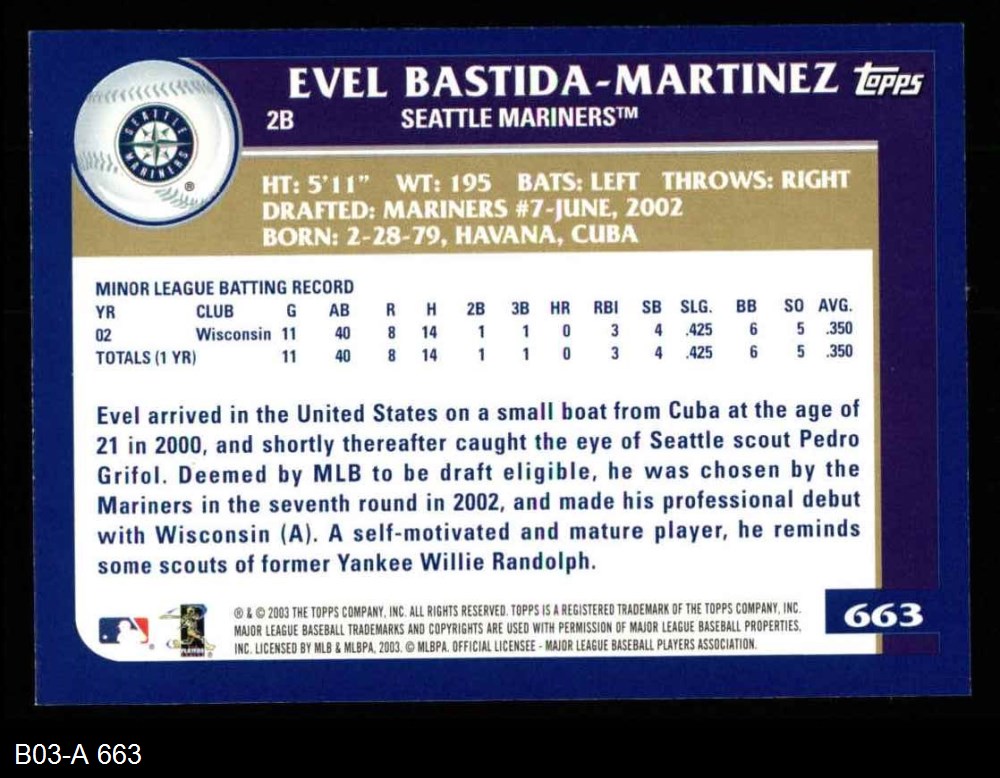 EVEL BASTIDA-MARTINEZ topps
2B SEATTLE MARINERS™
SEATTLE
MARINERS
®
HT: 5'11" WT: 195 BATS: LEFT THROWS: RIGHT
DRAFTED: MARINERS #7-JUNE, 2002
BORN: 2-28-79, HAVANA, CUBA
MINOR LEAGUE BATTING RECORD
YR CLUB G AB R H 2B 3B HR RBI SB SLG. BB SO AVG.
02 Wisconsin 11 40 8 14 1 1 0 3 4 .425 6 5 .350
TOTALS (1 YR) 11 40 8 14 1 1 0 3 4 .425 6 5 .350
Evel arrived in the United States on a small boat from Cuba at the age of
21 in 2000, and shortly thereafter caught the eye of Seattle scout Pedro
Grifol. Deemed by MLB to be draft eligible, he was chosen by the
Mariners in the seventh round in 2002, and made his professional debut
with Wisconsin (A). A self-motivated and mature player, he reminds
some scouts of former Yankee Willie Randolph.
® & © 2003 THE TOPPS COMPANY, INC. ALL RIGHTS RESERVED. TOPPS IS A REGISTERED TRADEMARK OF THE TOPPS COMPANY, INC.
MAJOR LEAGUE BASEBALL TRADEMARKS AND COPYRIGHTS ARE USED WITH PERMISSION OF MAJOR LEAGUE BASEBALL PROPERTIES,
INC. LICENSED BY MLB & MLBPA, 2003. © MLBPA. OFFICIAL LICENSEE - MAJOR LEAGUE BASEBALL PLAYERS ASSOCIATION.
663
B03-A 663